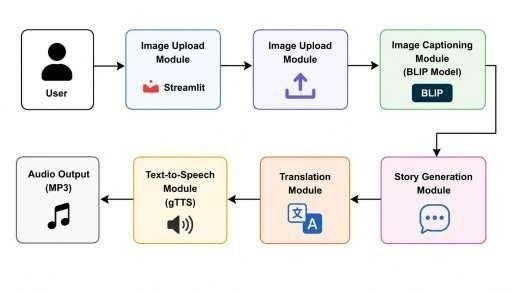 User
Image Upload
Module
Streamlit
Image Upload
Module
Image Captioning
Module
(BLIP Model)
BLIP
Story Generation
Module
Translation
Module
文
A
Text-to-Speech
Module
(gTTS)
Audio Output
(MP3)